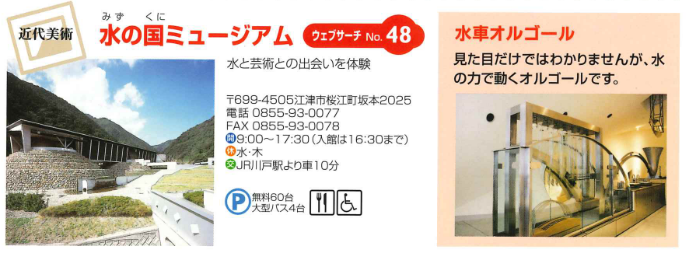 近代美術
みず くに
水の国ミュージアム
ウェブサーチ No.48
水と芸術との出会いを体験
〒699-4505江津市桜江町坂本2025
電話 0855-93-0077
FAX 0855-93-0078
開9:00〜17:30（入館は16:30まで）
休水・木
交JR川戸駅より車10分
P 無料60台
大型バス4台
水車オルゴール
見た目だけではわかりませんが、水
の力で動くオルゴールです。